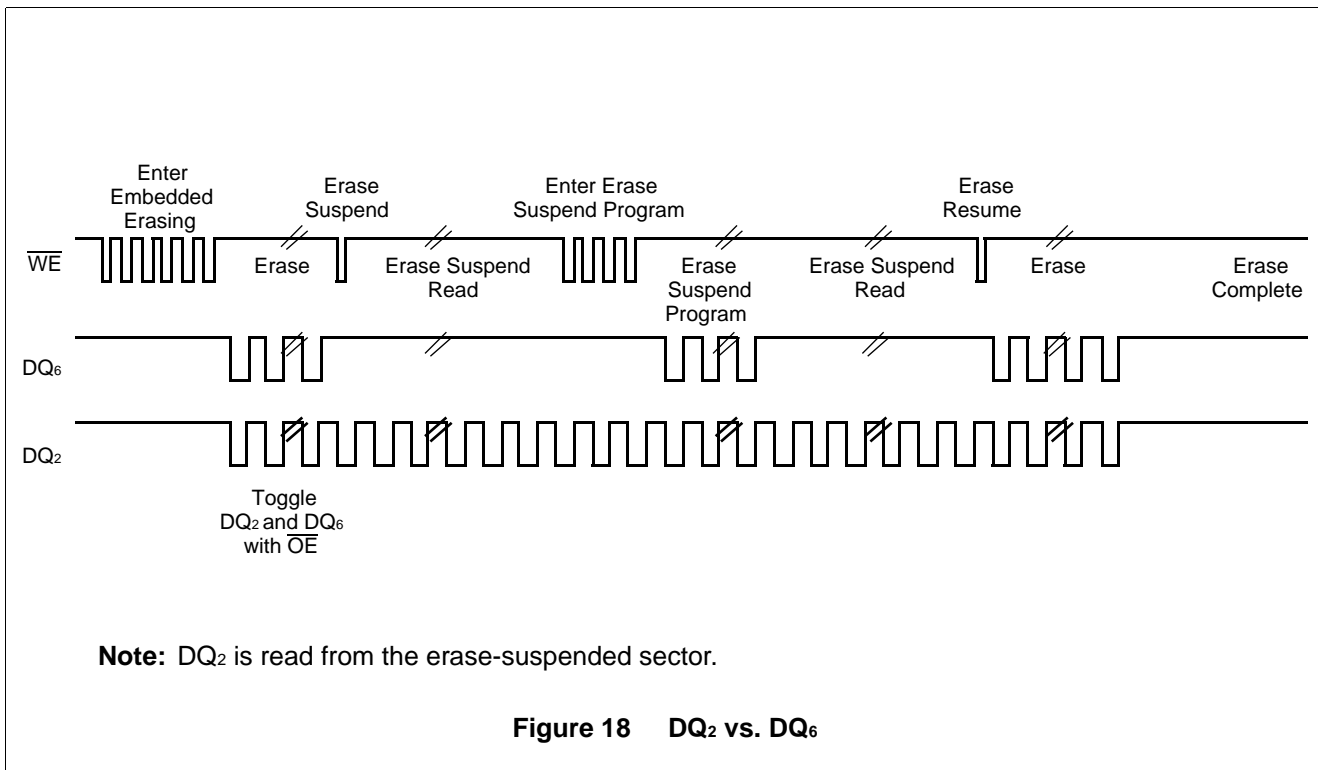 Enter
Embedded
Erasing
Erase
Suspend
Enter Erase
Suspend Program
Erase
Resume
WE
Erase
Erase Suspend
Read
Erase
Suspend
Program
Erase Suspend
Read
Erase
Erase
Complete
DQ6
DQ2
Toggle
DQ2 and DQ6
with OE
Note: DQ2 is read from the erase-suspended sector.
Figure 18 DQ2 vs. DQ6